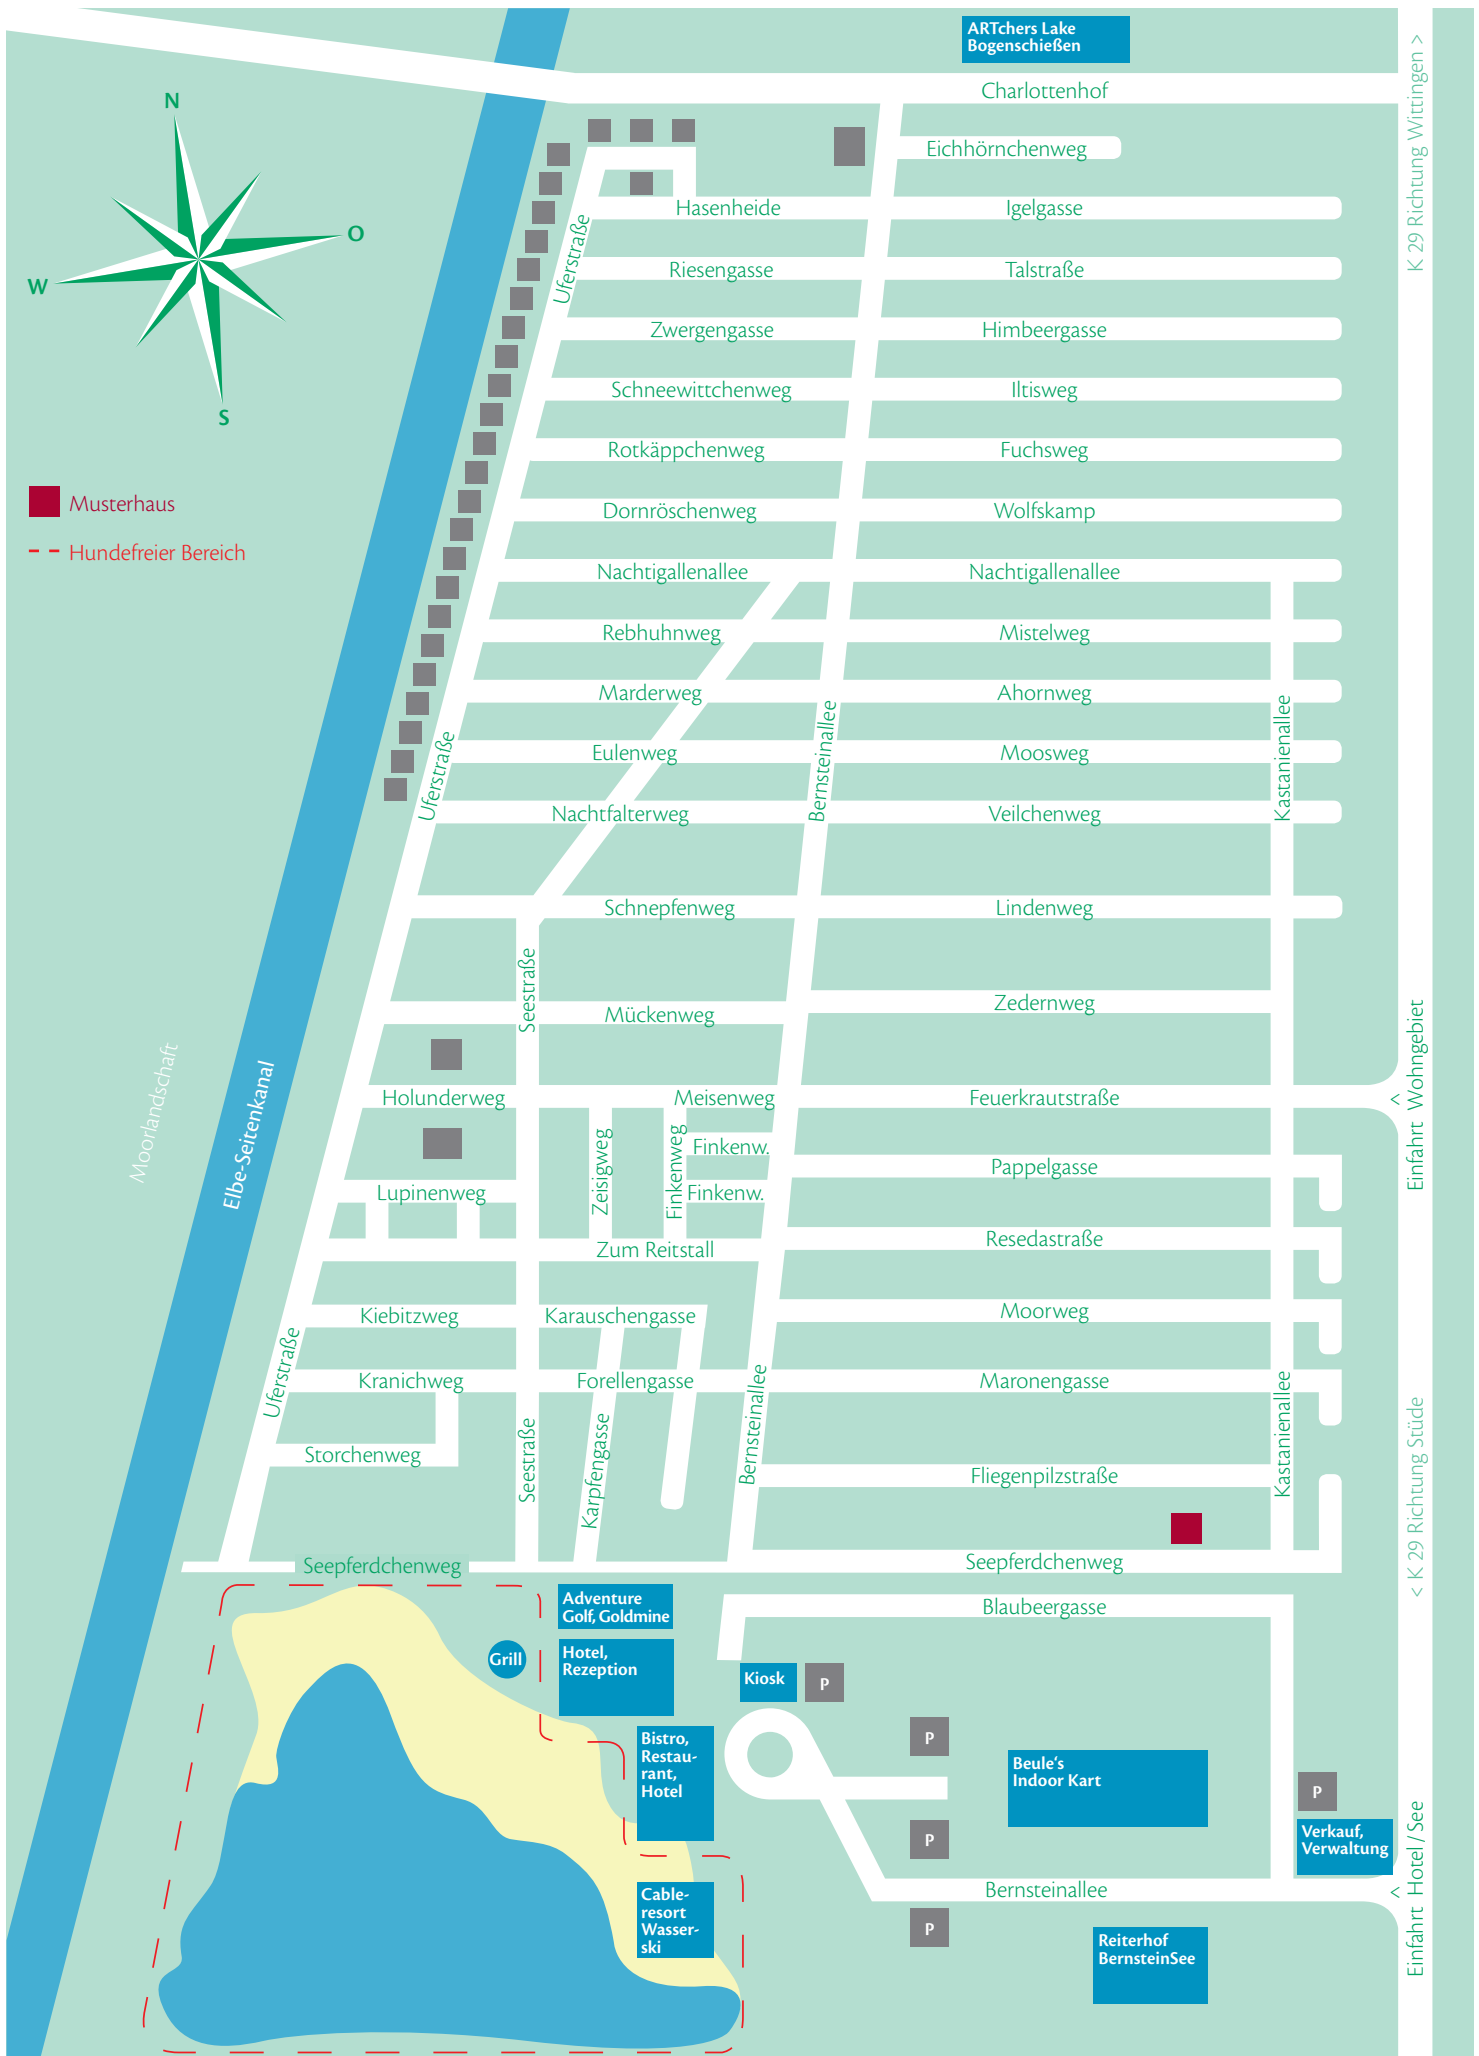 ARTchers Lake
Bogenschießen
Charlottenhof
K 29 Richtung Wittingen >
N
O
W
S
Eichhörnchenweg
Hasenheide
Igelgasse
Uferstraße
Riesengasse
Talstraße
Zwergengasse
Himbeergasse
Schneewittchenweg
Iltisweg
Rotkäppchenweg
Fuchsweg
Musterhaus
Dornröschenweg
Wolfskamp
Hundefreier Bereich
Nachtigallenallee
Nachtigallenallee
Rebhuhnweg
Mistelweg
Marderweg
Ahornweg
Uferstraße
Eulenweg
Bernsteinallee
Moosweg
Kastanienallee
Nachtfalterweg
Veilchenweg
Schnepfenweg
Lindenweg
Seestraße
Mückenweg
Zedernweg
Moorlandschaft
Elbe-Seitenkanal
Holunderweg
Meisenweg
Feuerkrautstraße
< Einfahrt Wohngebiet
Zeisigweg
Finkenweg
Finkenw.
Pappelgasse
Lupinenweg
Finkenw.
Zum Reitstall
Resedastraße
Kiebitzweg
Karauschengasse
Moorweg
Uferstraße
Kranichweg
Forellengasse
Bernsteinallee
Maronengasse
Kastanienallee
Storchenweg
Seestraße
Karpfengasse
Fliegenpilzstraße
< K 29 Richtung Stüde
Seepferdchenweg
Seepferdchenweg
Adventure
Golf, Goldmine
Blaubeergasse
Grill
Hotel,
Rezeption
Kiosk
P
Bistro,
Restau-
rant,
Hotel
P
Beule‘s
Indoor Kart
P
P
Verkauf,
Verwaltung
Cable-
resort
Wasser-
ski
Bernsteinallee
< Einfahrt Hotel / See
P
Reiterhof
BernsteinSee